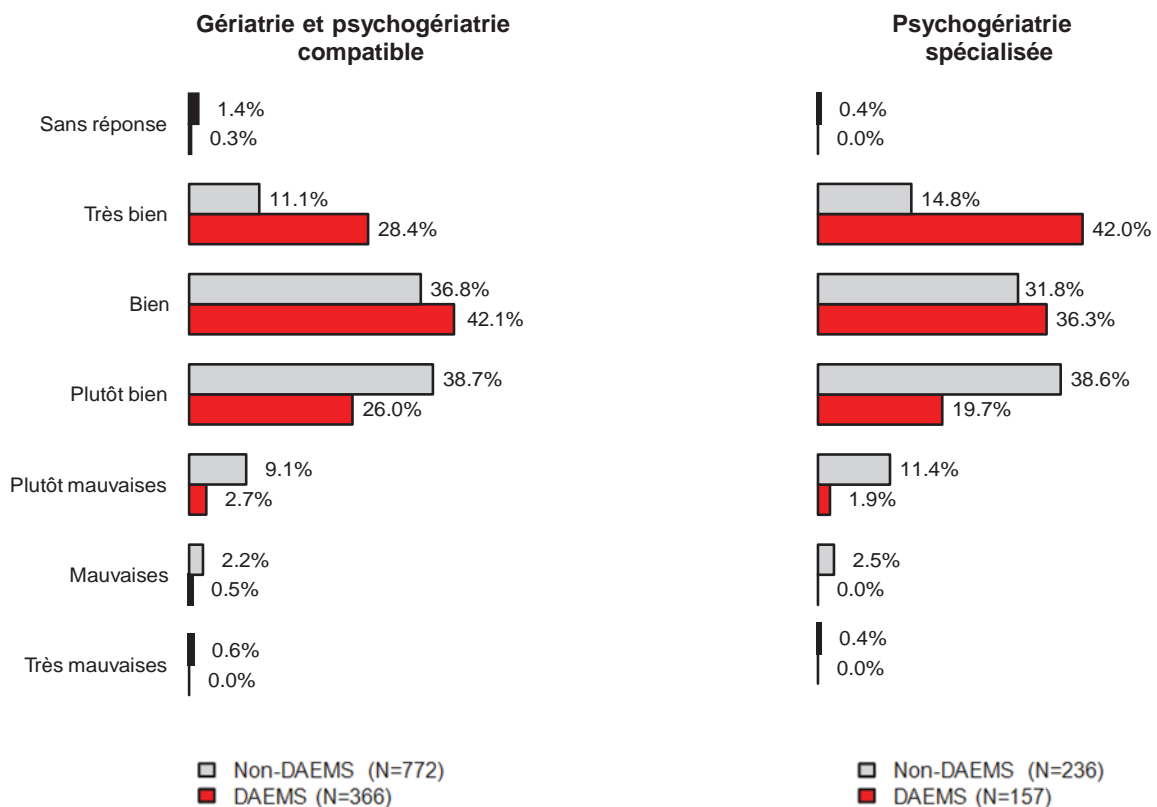 Gériatrie et psychogériatrie
compatible
Psychogériatrie
spécialisée
Sans réponse
1.4%
0.3%
0.4%
0.0%
Très bien
11.1%
28.4%
14.8%
42.0%
Bien
36.8%
42.1%
31.8%
36.3%
Plutôt bien
38.7%
26.0%
38.6%
19.7%
Plutôt mauvaises
9.1%
2.7%
11.4%
1.9%
Mauvaises
2.2%
0.5%
2.5%
0.0%
Très mauvaises
0.6%
0.0%
0.4%
0.0%
Non-DAEMS (N=772)
DAEMS (N=366)
Non-DAEMS (N=236)
DAEMS (N=157)